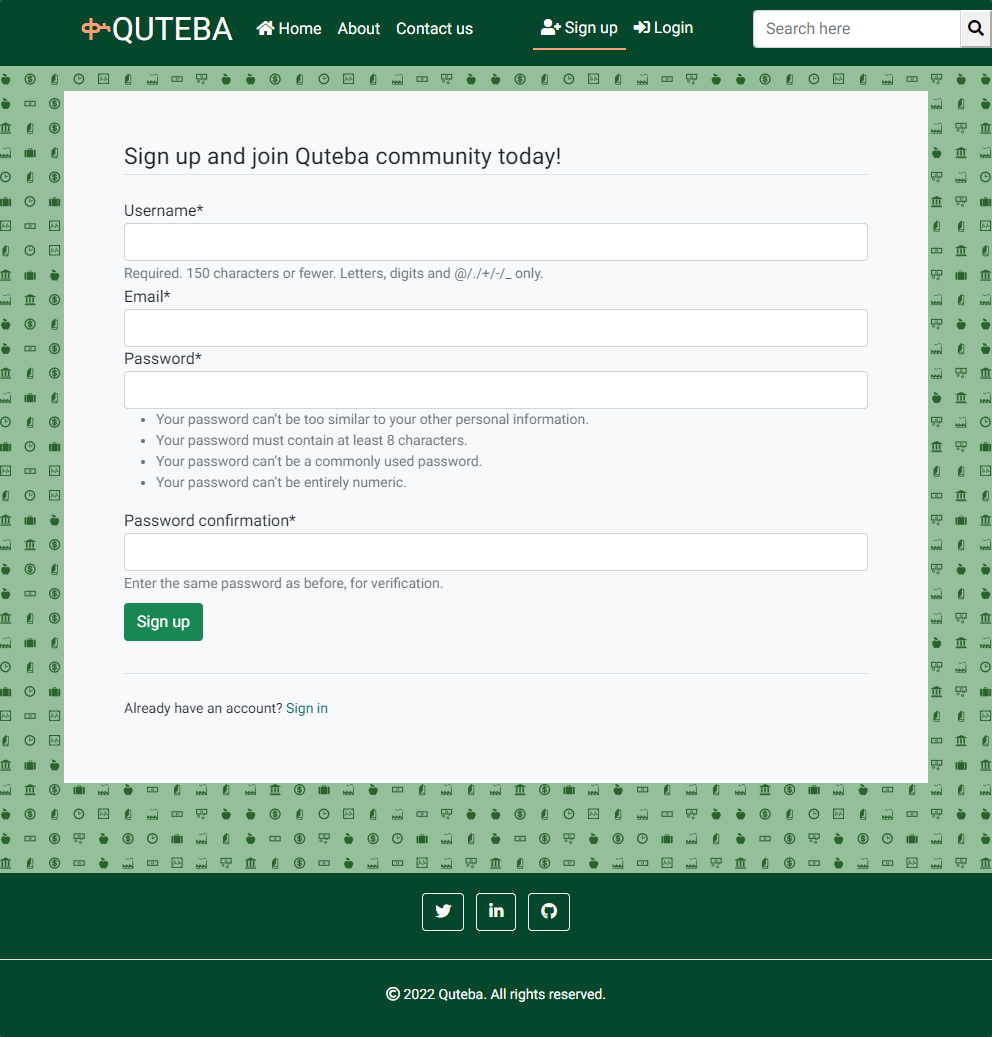 ቁQUTEBA Home About Contact us Sign up Login Search here
Sign up and join Quteba community today!
Username*
Required. 150 characters or fewer. Letters, digits and @/./+/-/_ only.
Email*
Password*
Your password can’t be too similar to your other personal information.
Your password must contain at least 8 characters.
Your password can’t be a commonly used password.
Your password can’t be entirely numeric.
Password confirmation*
Enter the same password as before, for verification.
Sign up
Already have an account? Sign in
in
© 2022 Quteba. All rights reserved.